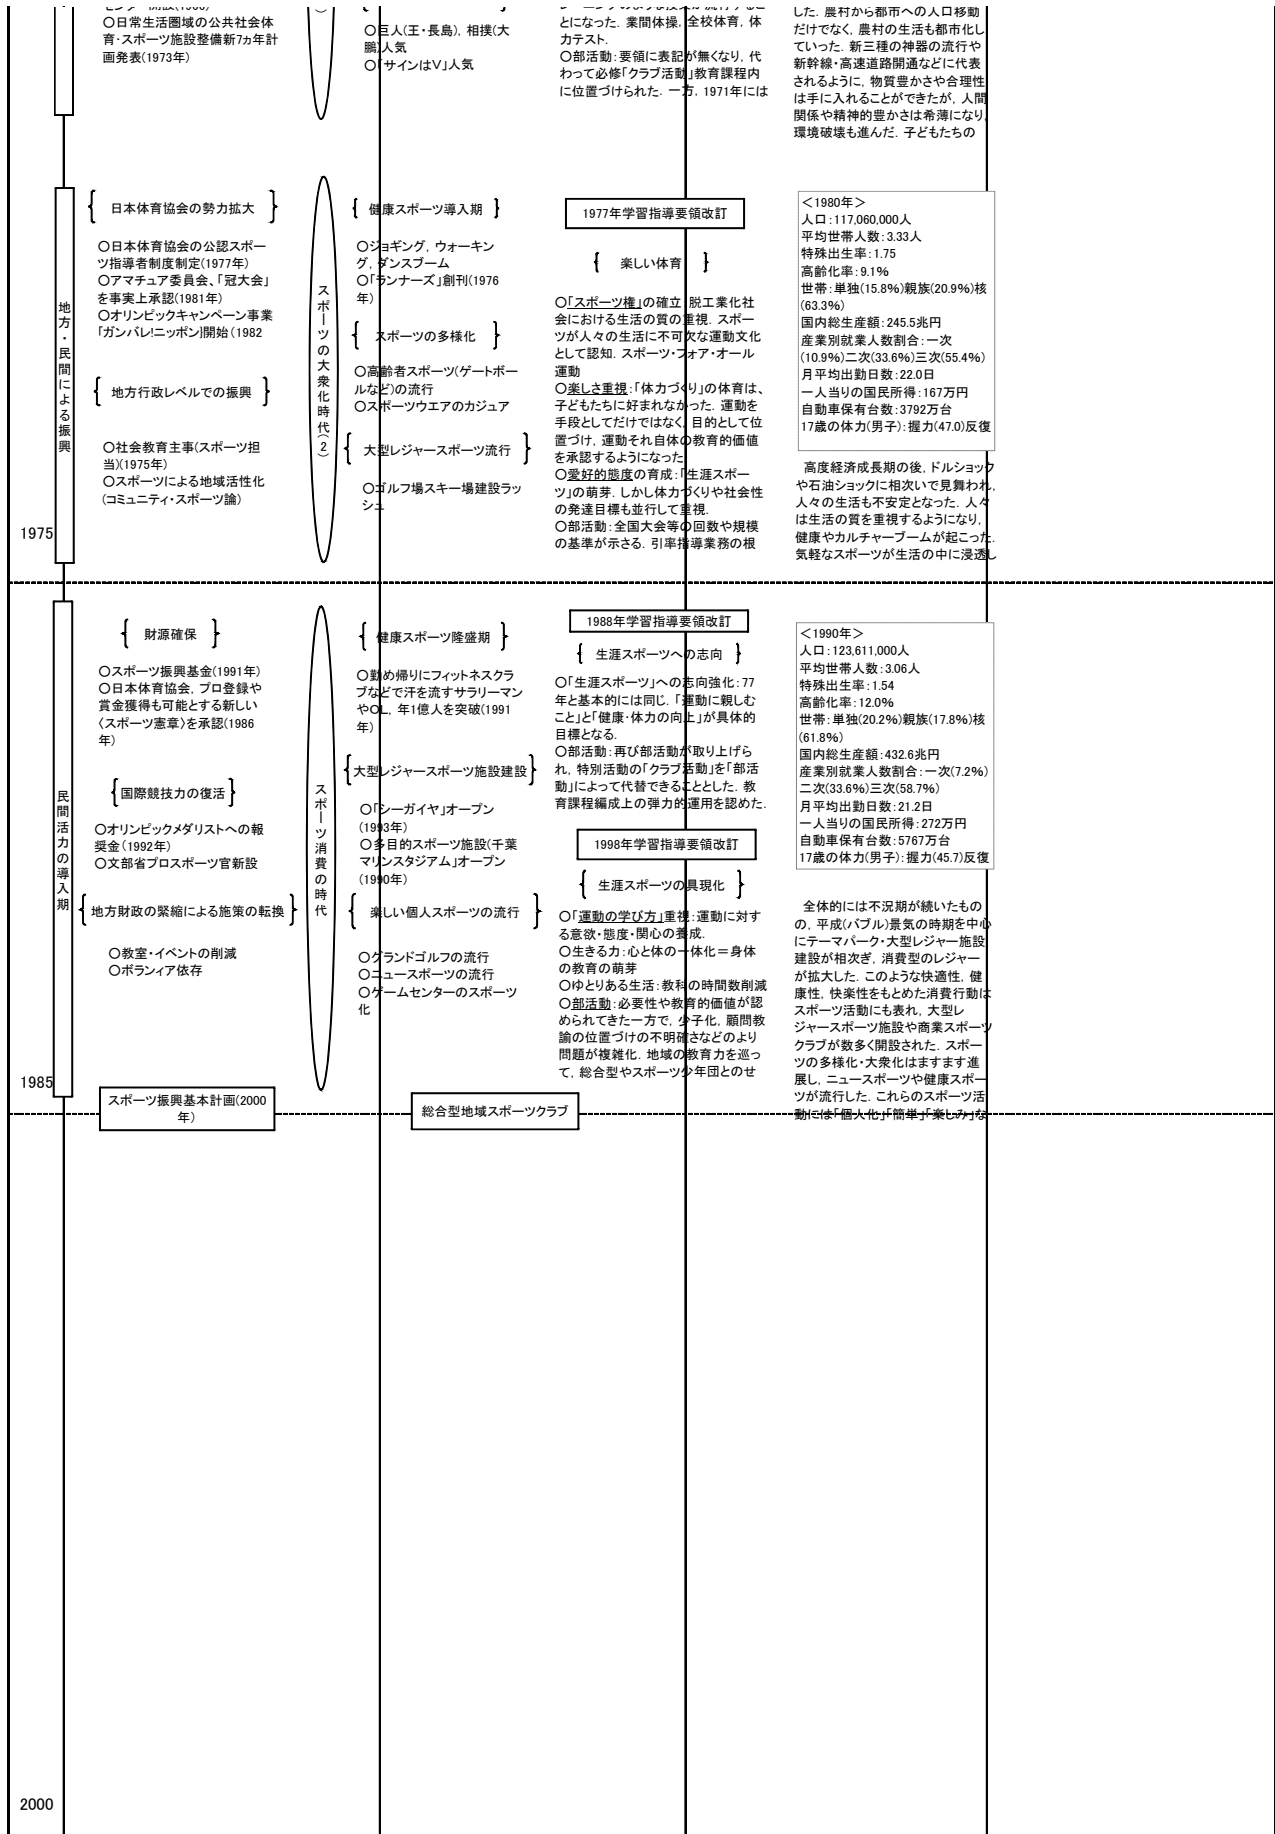 〇日常生活圏域の公共社会体
育・スポーツ施設整備新7ヵ年計
画発表(1973年)
〇巨人(王・長島), 相撲(大
鵬)人気
〇「サインはV」人気
とになった. 業間体操, 全校体育, 体
力テスト.
〇部活動:要領に表記が無くなり, 代
わって必修「クラブ活動」教育課程内
に位置づけられた. 一方, 1971年には
した. 農村から都市への人口移動
だけでなく, 農村の生活も都市化し
ていった. 新三種の神器の流行や
新幹線・高速道路開通などに代表
されるように, 物質豊かさや合理性
は手に入れることができたが, 人間
関係や精神的豊かさは希薄になり,
環境破壊も進んだ. 子どもたちの
地方・民間による振興
1975
日本体育協会の勢力拡大
〇日本体育協会の公認スポー
ツ指導者制度制定(1977年)
〇アマチュア委員会、「冠大会」
を事実上承認(1981年)
〇オリンピックキャンペーン事業
「ガンバレ!ニッポン」開始(1982
地方行政レベルでの振興
〇社会教育主事(スポーツ担
当)(1975年)
〇スポーツによる地域活性化
(コミュニティ・スポーツ論)
スポーツの大衆化時代(2)
健康スポーツ導入期
〇ジョギング, ウォーキン
グ, ダンスブーム
〇「ランナーズ」創刊(1976
年)
スポーツの多様化
〇高齢者スポーツ(ゲートボー
ルなど)の流行
〇スポーツウエアのカジュア
大型レジャースポーツ流行
〇ゴルフ場スキー場建設ラッ
シュ
1977年学習指導要領改訂
楽しい体育
〇「スポーツ権」の確立 脱工業化社
会における生活の質の重視. スポー
ツが人々の生活に不可欠な運動文化
として認知. スポーツ・フォア・オール
運動
〇楽しさ重視:「体力づくり」の体育は、
子どもたちに好まれなかった. 運動を
手段としてだけではなく, 目的として位
置づけ, 運動それ自体の教育的価値
を承認するようになった
〇愛好的態度の育成:「生涯スポー
ツ」の萌芽. しかし体力づくりや社会性
の発達目標も並行して重視.
〇部活動:全国大会等の回数や規模
の基準が示さる. 引率指導業務の根
<1980年>
人口:117,060,000人
平均世帯人数:3.33人
特殊出生率:1.75
高齢化率:9.1%
世帯:単独(15.8%)親族(20.9%)核
(63.3%)
国内総生産額:245.5兆円
産業別就業人数割合:一次
(10.9%)二次(33.6%)三次(55.4%)
月平均出勤日数:22.0日
一人当りの国民所得:167万円
自動車保有台数:3792万台
17歳の体力(男子):握力(47.0)反復
高度経済成長期の後, ドルショック
や石油ショックに相次いで見舞われ,
人々の生活も不安定となった. 人々
は生活の質を重視するようになり,
健康やカルチャーブームが起こった.
気軽なスポーツが生活の中に浸透し
民間活力の導入期
1985
財源確保
〇スポーツ振興基金(1991年)
〇日本体育協会, プロ登録や
賞金獲得も可能とする新しい
〈スポーツ憲章〉を承認(1986
年)
国際競技力の復活
〇オリンピックメダリストへの報
奨金(1992年)
〇文部省プロスポーツ官新設
地方財政の緊縮による施策の転換
〇教室・イベントの削減
〇ボランィア依存
スポーツ振興基本計画(2000
年)
スポーツ消費の時代
健康スポーツ隆盛期
〇勤め帰りにフィットネスクラ
ブなどで汗を流すサラリーマン
やOL, 年1億人を突破(1991
年)
大型レジャースポーツ施設建設
〇「シーガイヤ」オープン
(1993年)
〇多目的スポーツ施設(千葉
マリンスタジアム」オープン
(1990年)
楽しい個人スポーツの流行
〇グランドゴルフの流行
〇ニュースポーツの流行
〇ゲームセンターのスポーツ
化
総合型地域スポーツクラブ
1988年学習指導要領改訂
生涯スポーツへの志向
〇「生涯スポーツ」への志向強化:77
年と基本的には同じ. 「運動に親しむ
こと」と「健康・体力の向上」が具体的
目標となる.
〇部活動:再び部活動が取り上げら
れ, 特別活動の「クラブ活動」を「部活
動」によって代替できることとした. 教
育課程編成上の弾力的運用を認めた.
1998年学習指導要領改訂
生涯スポーツの具現化
〇「運動の学び方」重視:運動に対す
る意欲・態度・関心の養成.
〇生きる力:心と体の一体化=身体
の教育の萌芽
〇ゆとりある生活:教科の時間数削減
〇部活動:必要性や教育的価値が認
められてきた一方で, 少子化, 顧問教
諭の位置づけの不明確さなどのより
問題が複雑化. 地域の教育力を巡っ
て, 総合型やスポーツ少年団とのせ
<1990年>
人口:123,611,000人
平均世帯人数:3.06人
特殊出生率:1.54
高齢化率:12.0%
世帯:単独(20.2%)親族(17.8%)核
(61.8%)
国内総生産額:432.6兆円
産業別就業人数割合:一次(7.2%)
二次(33.6%)三次(58.7%)
月平均出勤日数:21.2日
一人当りの国民所得:272万円
自動車保有台数:5767万台
17歳の体力(男子):握力(45.7)反復
全体的には不況期が続いたもの
の, 平成(バブル)景気の時期を中心
にテーマパーク・大型レジャー施設
建設が相次ぎ, 消費型のレジャー
が拡大した. このような快適性, 健
康性, 快楽性をもとめた消費行動は
スポーツ活動にも表れ, 大型レ
ジャースポーツ施設や商業スポーツ
クラブが数多く開設された. スポー
ツの多様化・大衆化はますます進
展し, ニュースポーツや健康スポー
ツが流行した. これらのスポーツ活
動には「個人化」「簡単」「楽しみ」な
2000